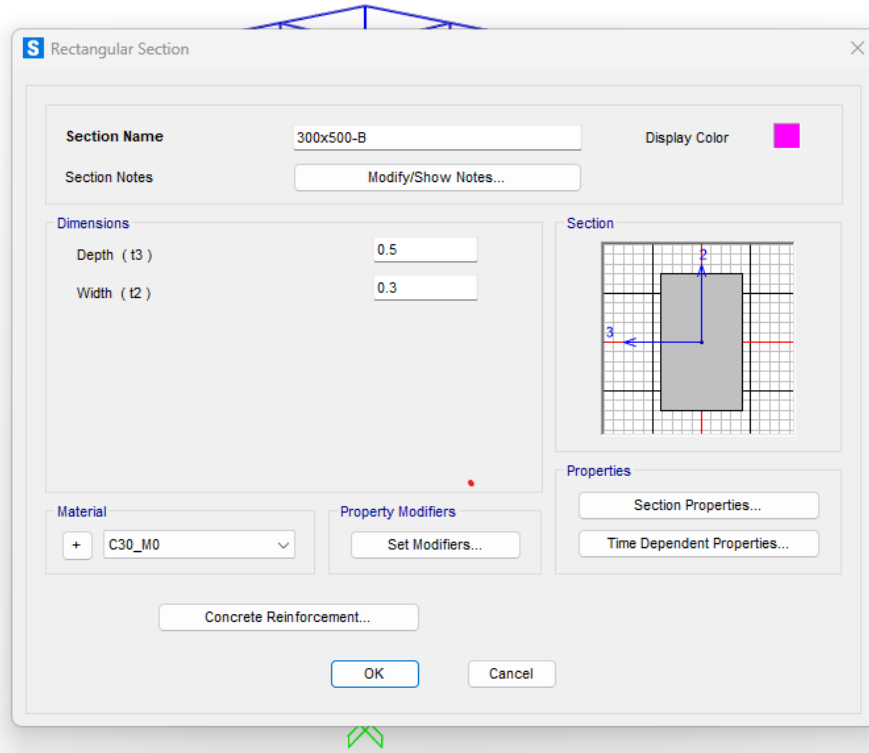 S Rectangular Section
Section Name 300x500-B Display Color
Section Notes Modify/Show Notes...
Dimensions
Depth ( t3 ) 0.5
Width ( t2 ) 0.3
Section
2
3
Properties
Section Properties...
Time Dependent Properties...
Material
+ C30_M0
Property Modifiers
Set Modifiers...
Concrete Reinforcement...
OK Cancel